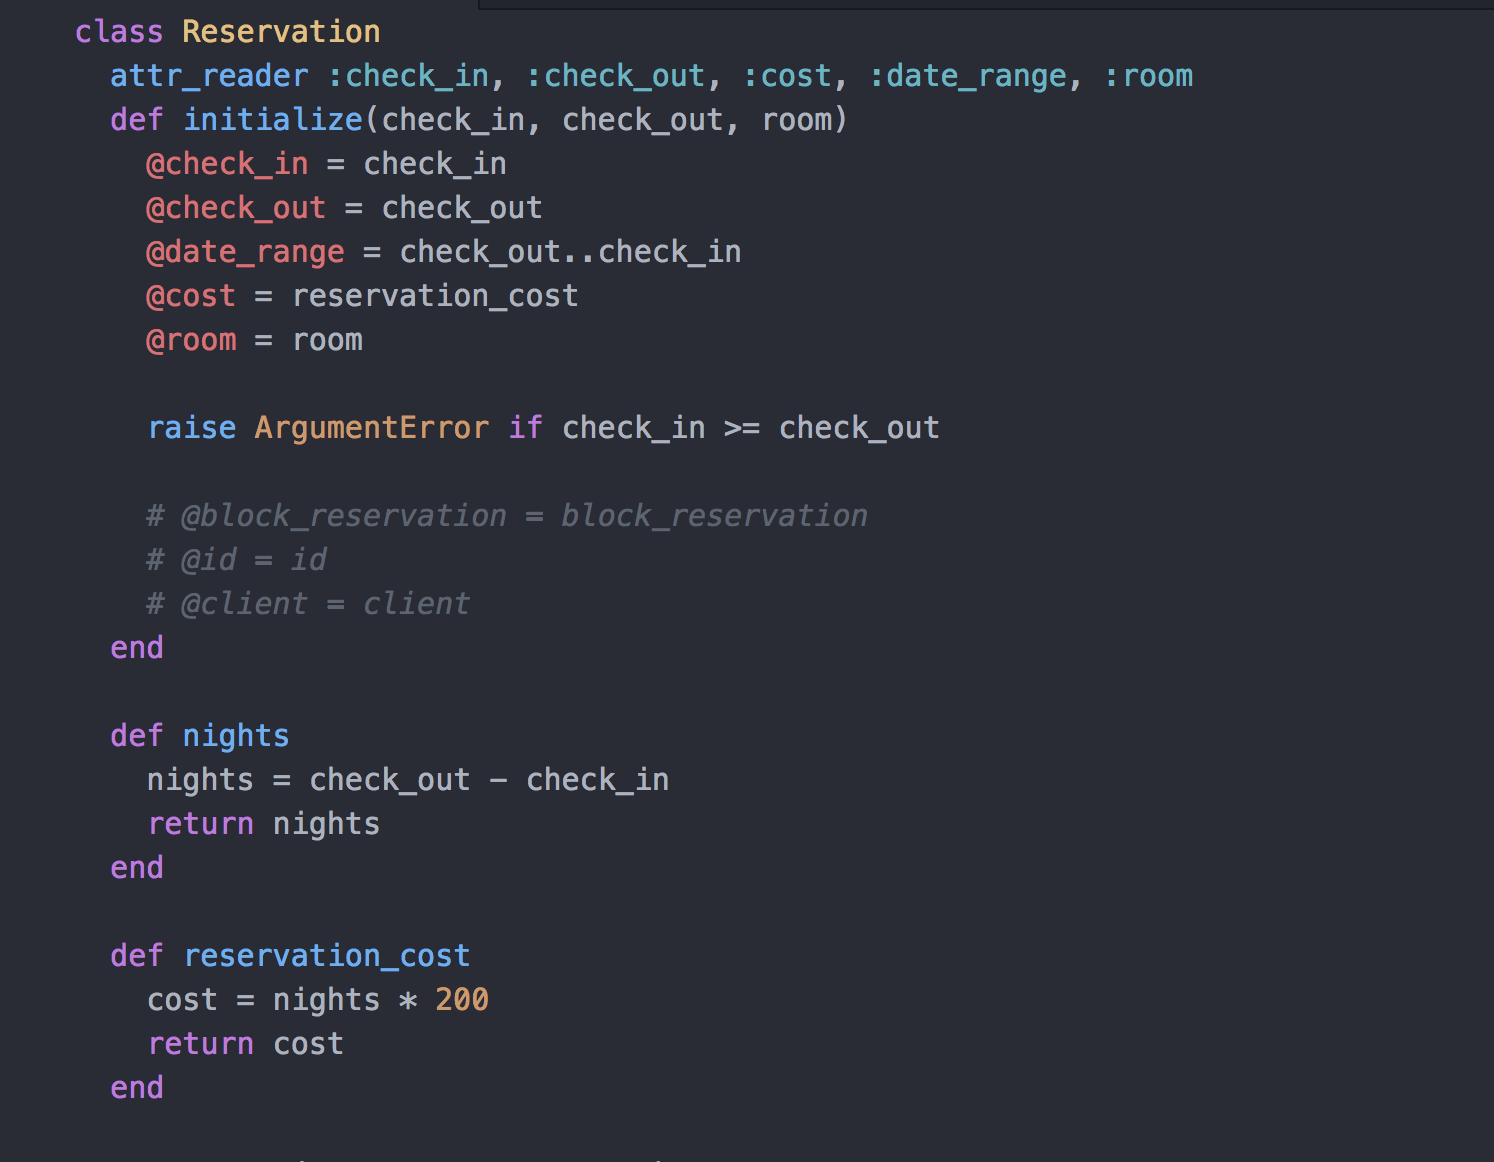 class Reservation
  attr_reader :check_in, :check_out, :cost, :date_range, :room
  def initialize(check_in, check_out, room)
    @check_in = check_in
    @check_out = check_out
    @date_range = check_out..check_in
    @cost = reservation_cost
    @room = room

    raise ArgumentError if check_in >= check_out

    # @block_reservation = block_reservation
    # @id = id
    # @client = client
  end

  def nights
    nights = check_out - check_in
    return nights
  end

  def reservation_cost
    cost = nights * 200
    return cost
  end